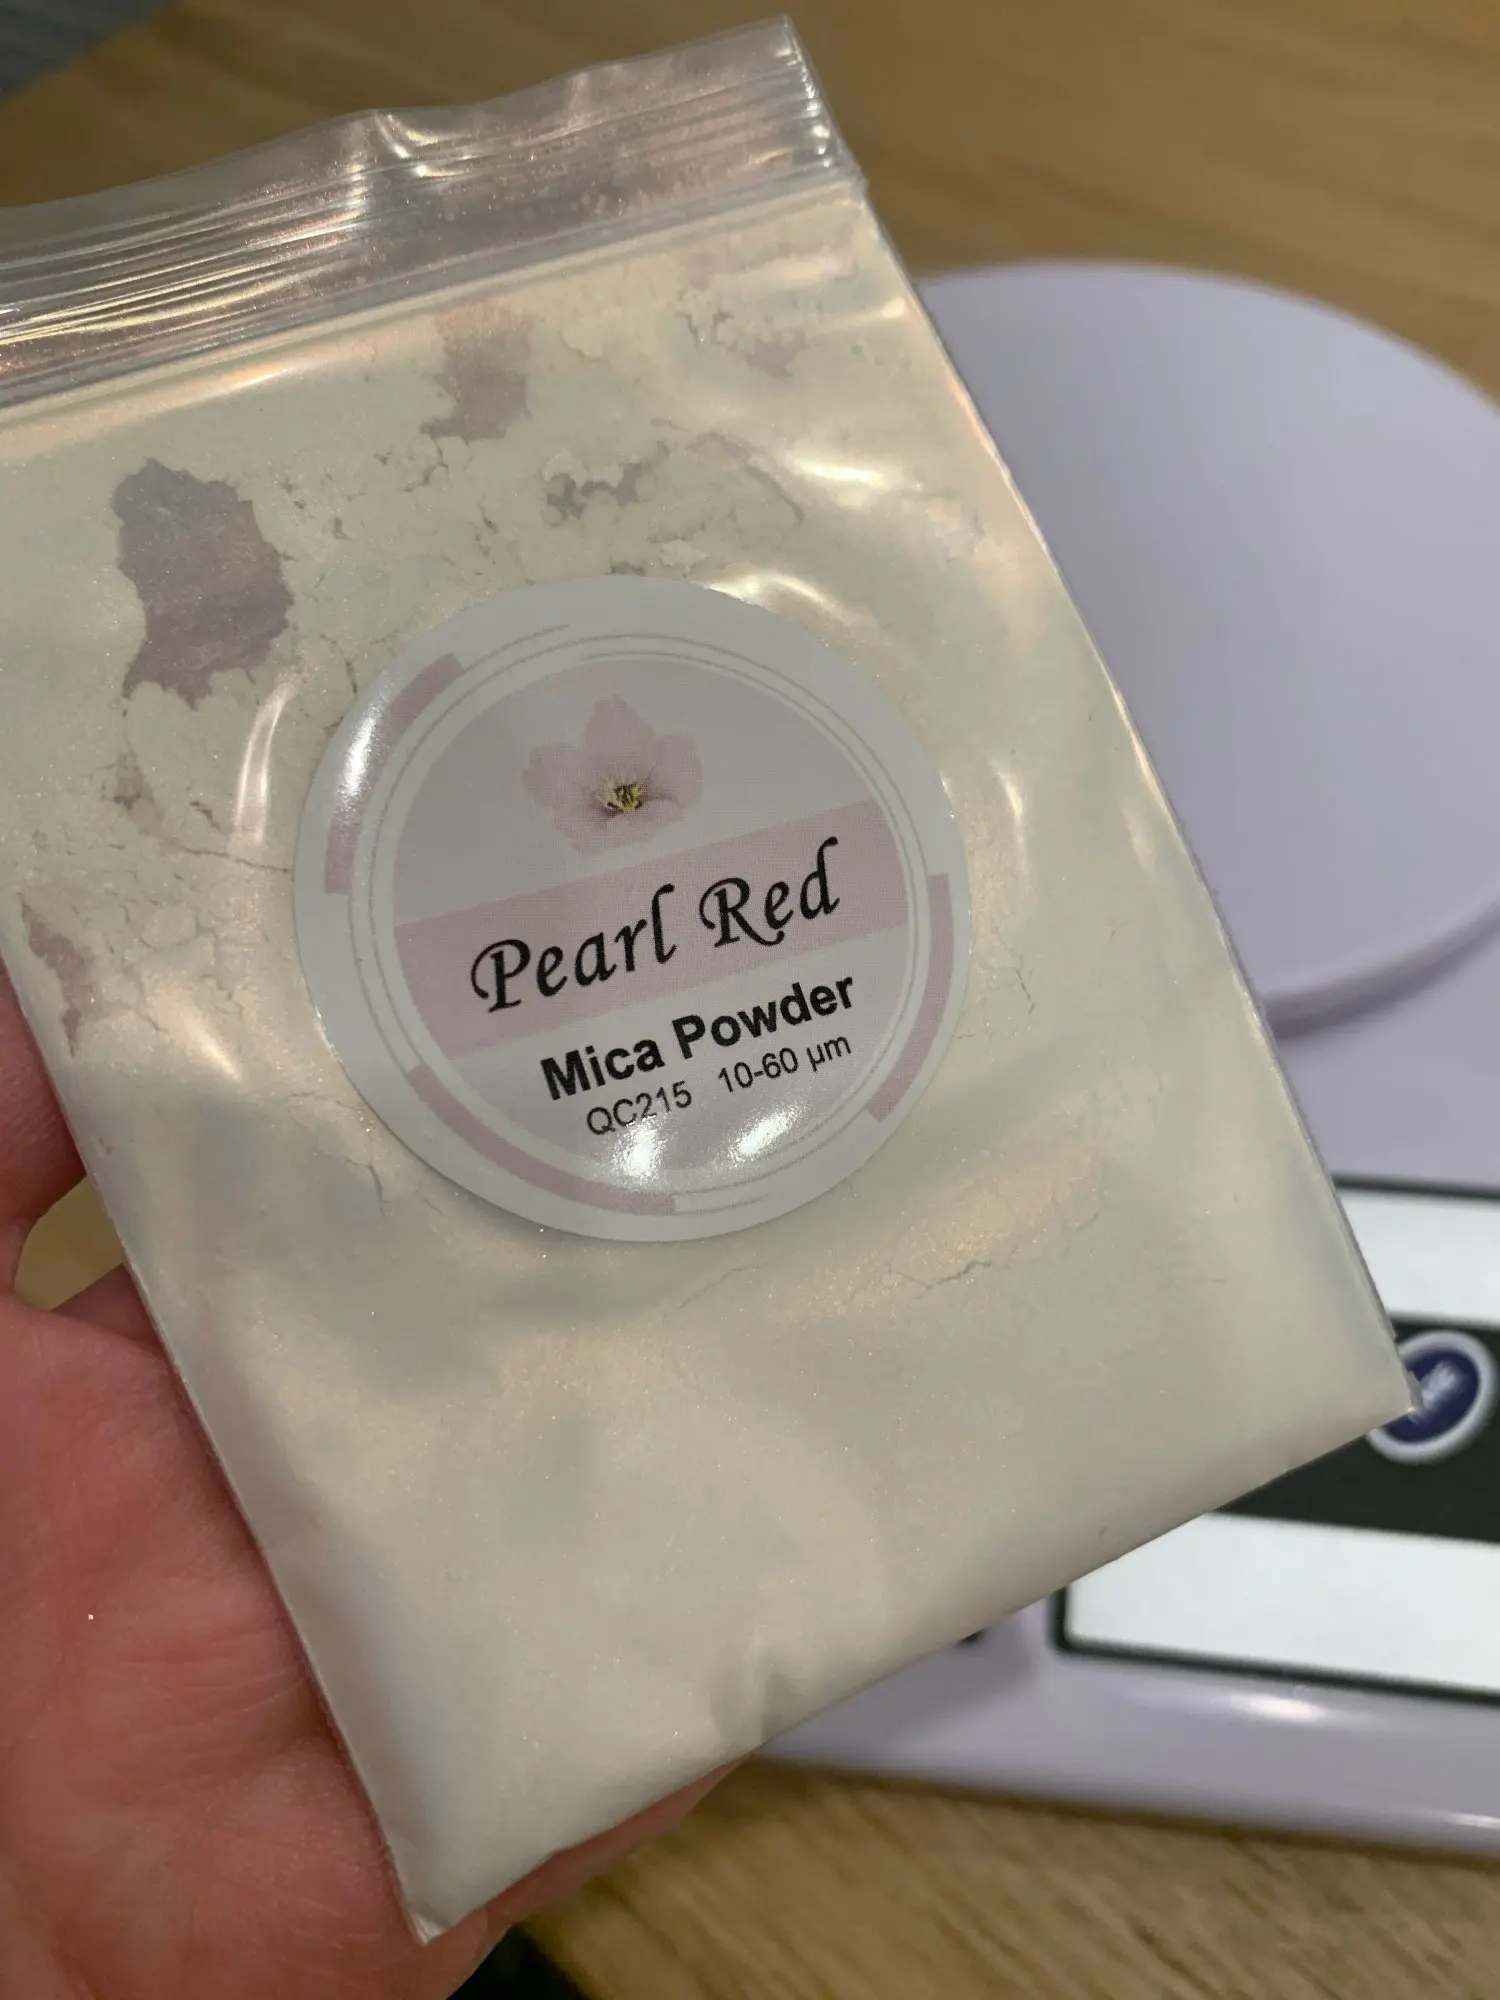 Pearl Red
Mica Powder
QC215 10-60 µm